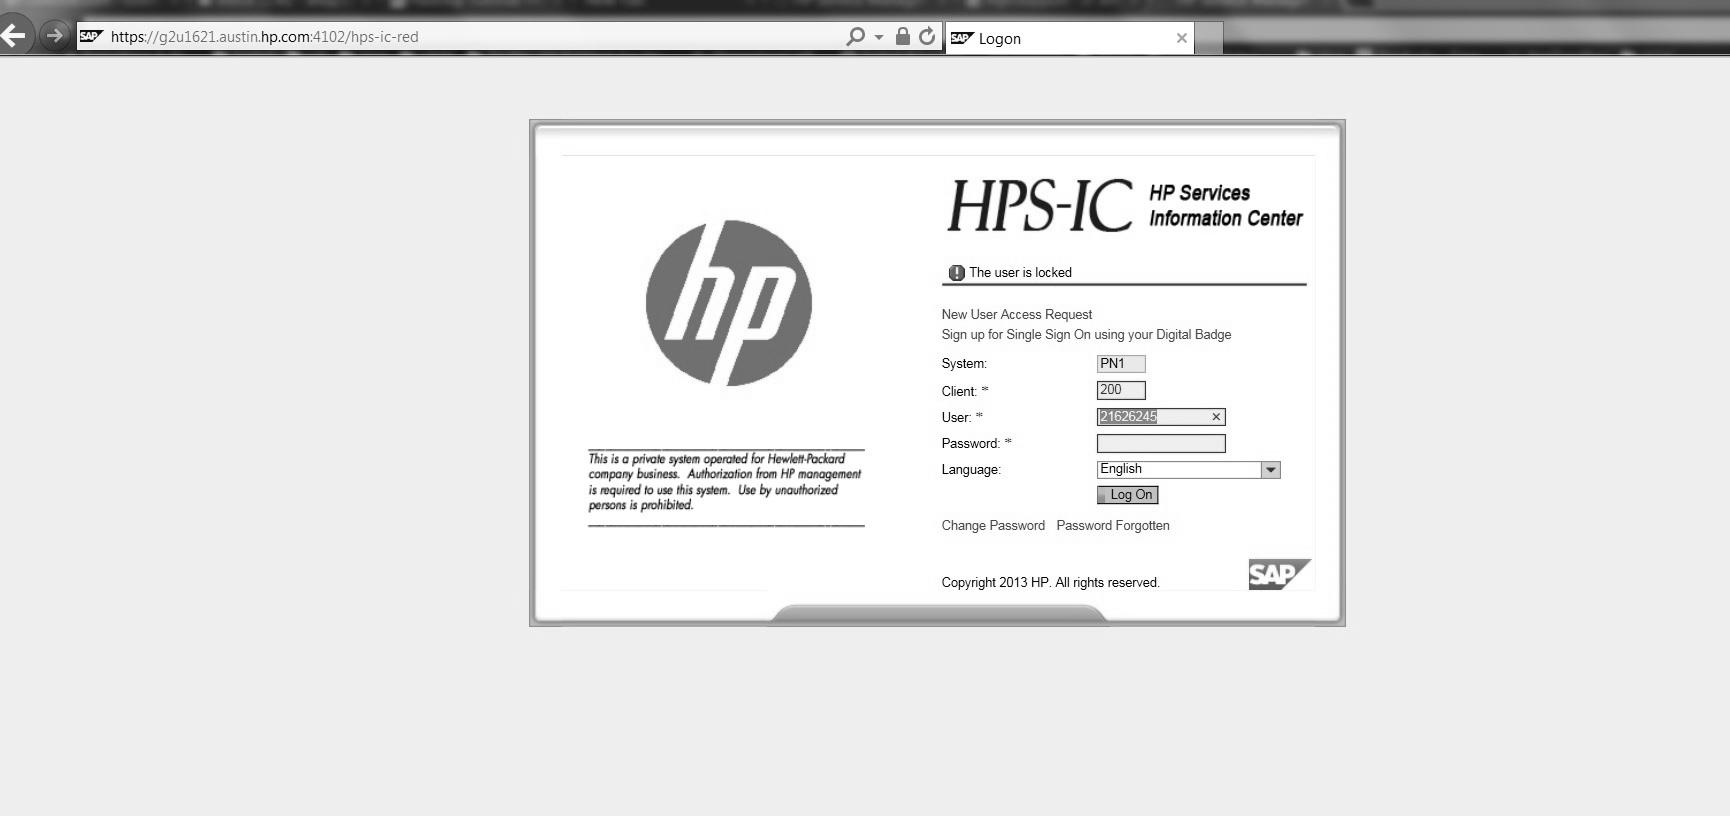 https://g2u1621.austin.hp.com:4102/hps-ic-red
SAP Logon
hp
HPS-IC HP Services
Information Center
The user is locked
New User Access Request
Sign up for Single Sign On using your Digital Badge
System: PN1
Client: * 200
User: * 21626245
Password: *
Language: English
Log On
Change Password Password Forgotten
This is a private system operated for Hewlett-Packard
company business. Authorization from HP management
is required to use this system. Use by unauthorized
persons is prohibited.
Copyright 2013 HP. All rights reserved.
SAP